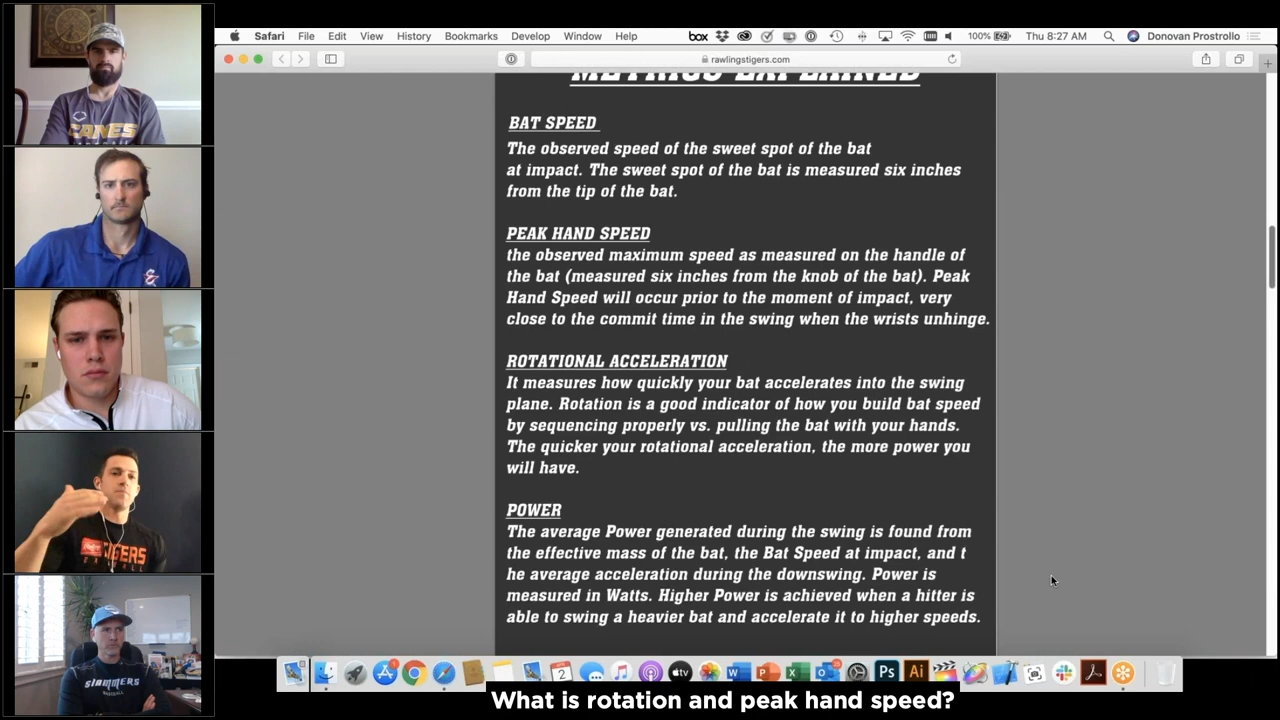 Safari File Edit View History Bookmarks Develop Window Help box 100% Thu 8:27 AM Donovan Prostrollo
rawlingstigers.com
METRICS EXPLAINED
BAT SPEED
The observed speed of the sweet spot of the bat
at impact. The sweet spot of the bat is measured six inches
from the tip of the bat.
PEAK HAND SPEED
the observed maximum speed as measured on the handle of
the bat (measured six inches from the knob of the bat). Peak
Hand Speed will occur prior to the moment of impact, very
close to the commit time in the swing when the wrists unhinge.
ROTATIONAL ACCELERATION
It measures how quickly your bat accelerates into the swing
plane. Rotation is a good indicator of how you build bat speed
by sequencing properly vs. pulling the bat with your hands.
The quicker your rotational acceleration, the more power you
will have.
POWER
The average Power generated during the swing is found from
the effective mass of the bat, the Bat Speed at impact, and t
he average acceleration during the downswing. Power is
measured in Watts. Higher Power is achieved when a hitter is
able to swing a heavier bat and accelerate it to higher speeds.
CANES
TIGERS
SLAMMERS
BASEBALL
2
tv
W
P
X
Ps
Ai
What is rotation and peak hand speed?